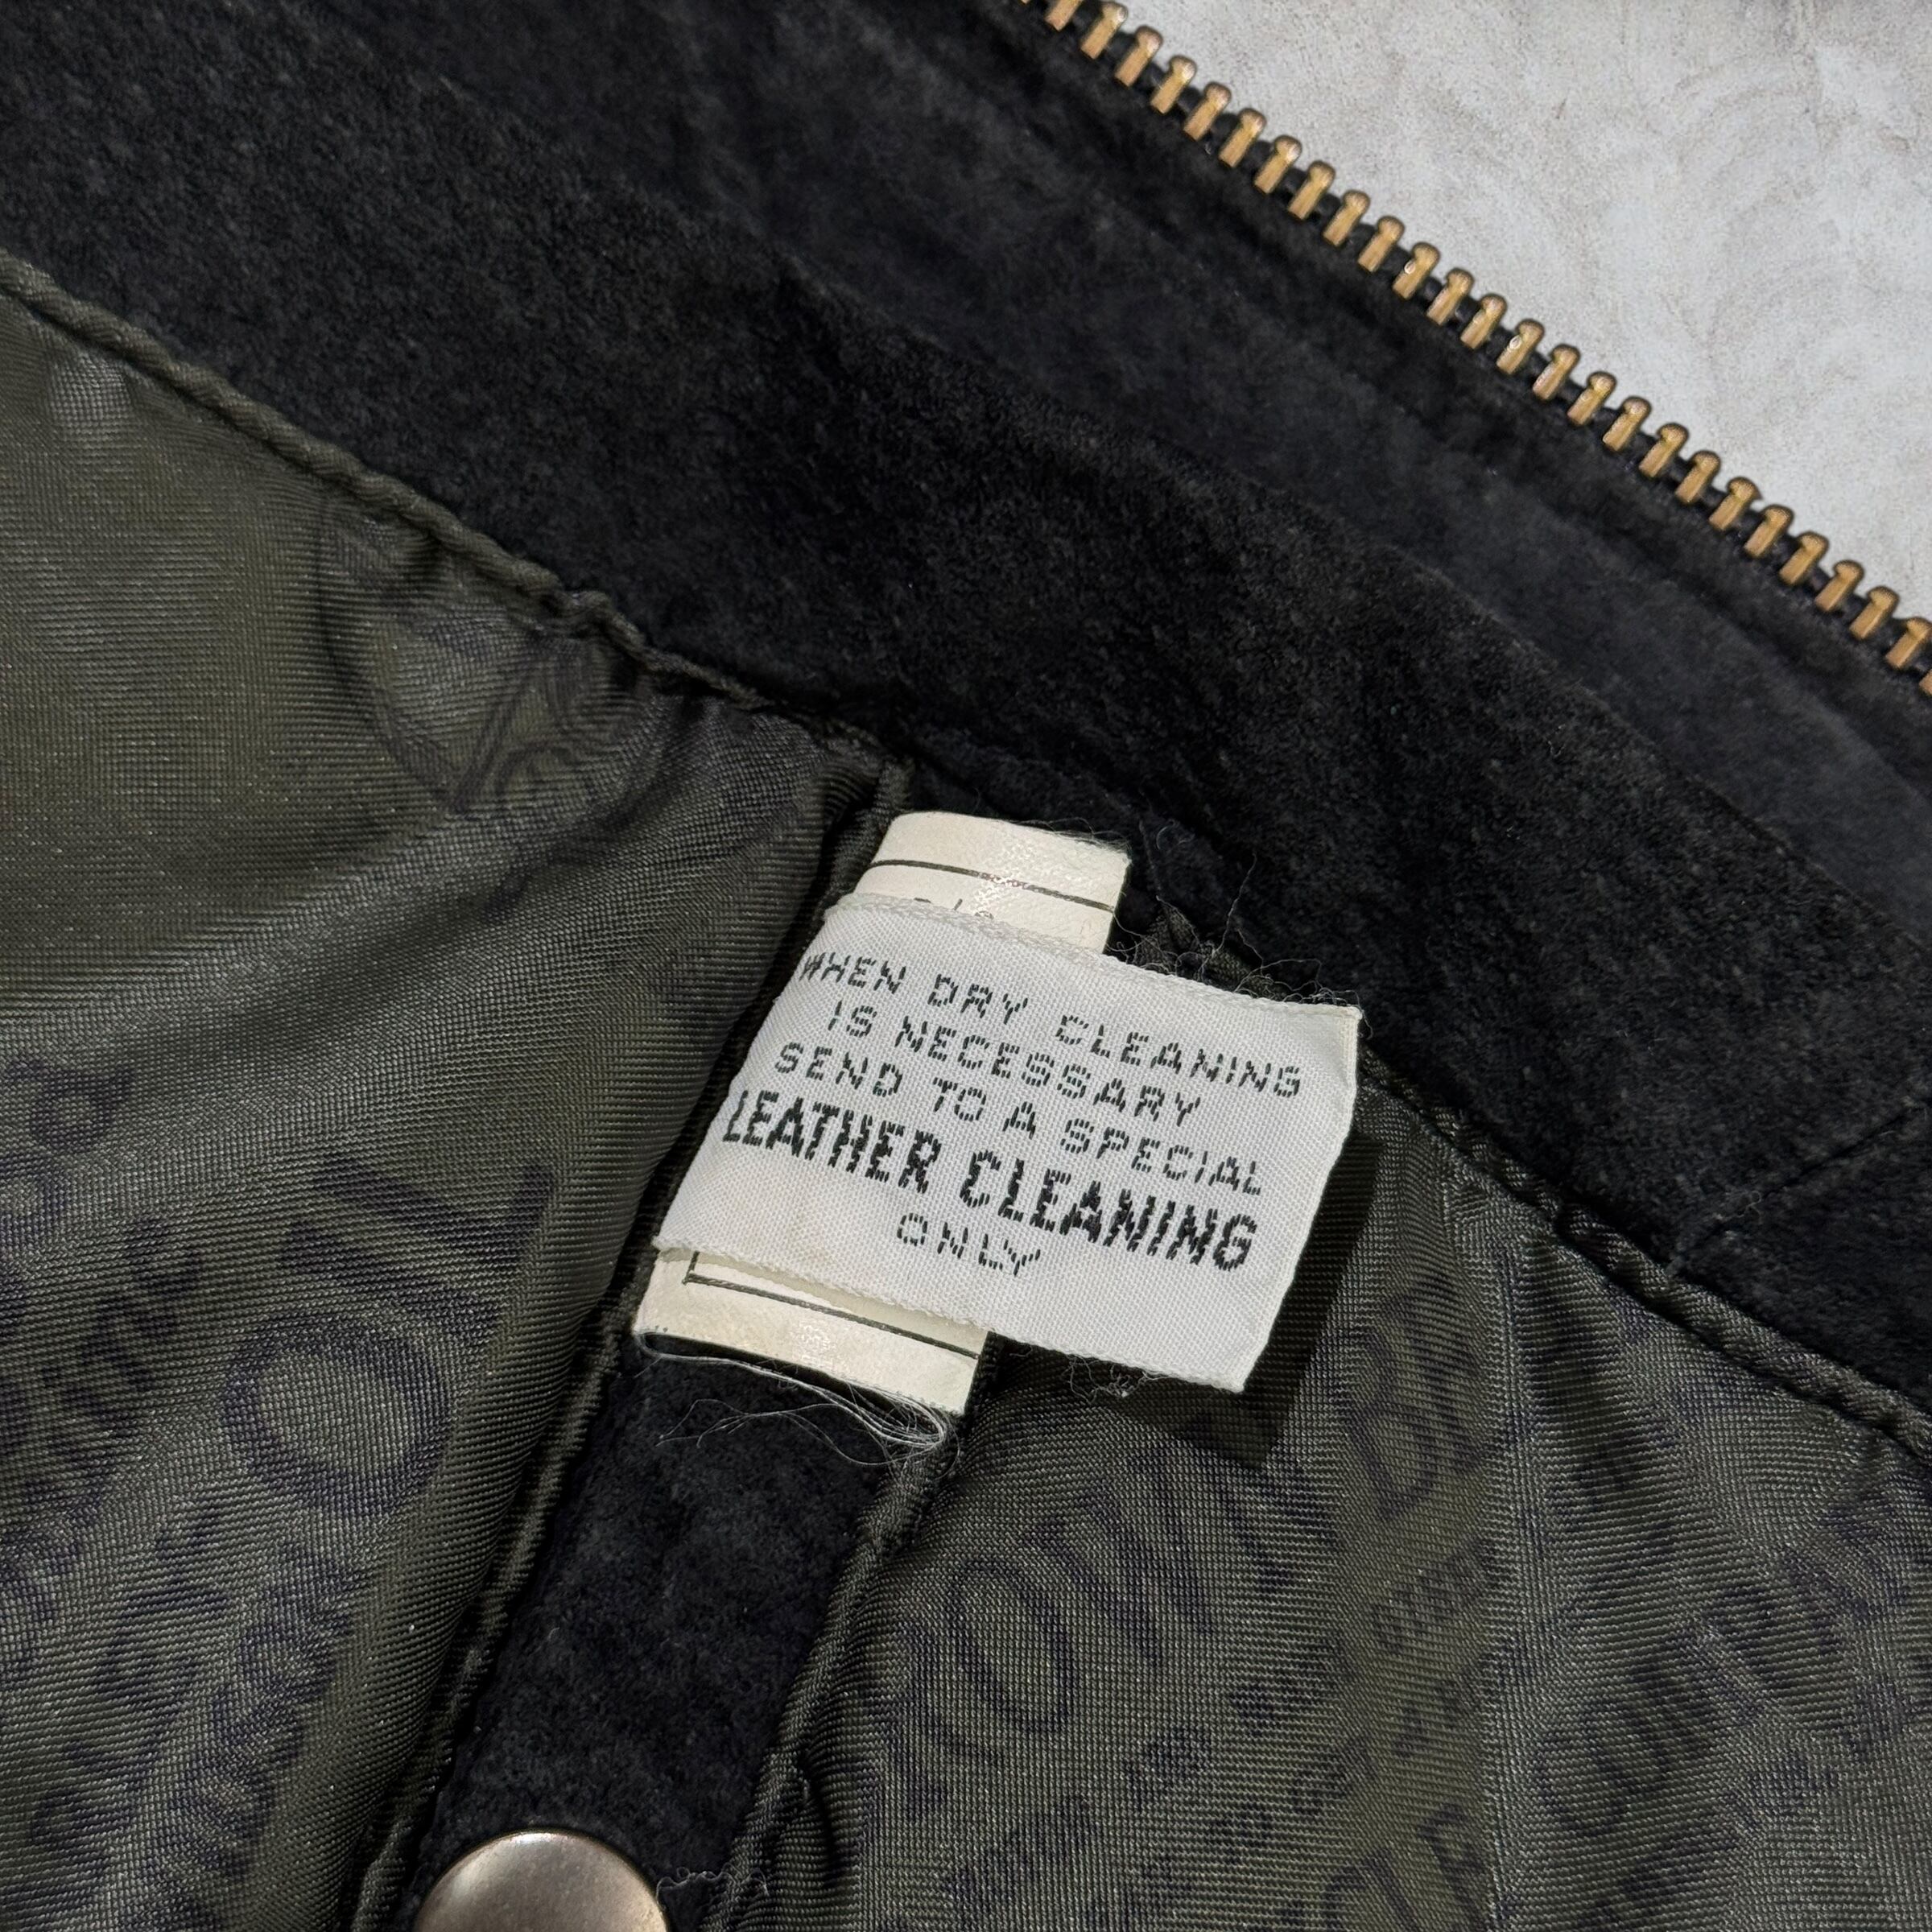 WHEN DRY CLEANING
IS NECESSARY
SEND TO A SPECIAL
LEATHER CLEANING
ONLY